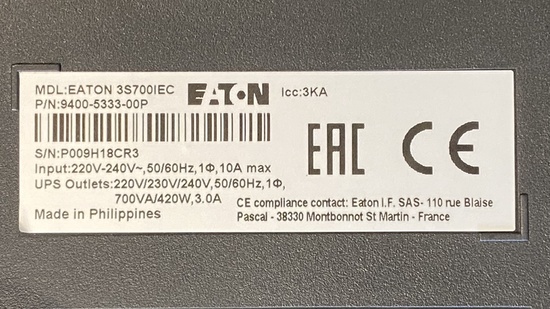 MDL:EATON 3S700IEC
P/N:9400-5333-00P
EATON
Icc:3KA
S/N:P009H18CR3
Input:220V-240V~,50/60Hz,1Φ,10A max
UPS Outlets:220V/230V/240V,50/60Hz,1Φ,
700VA/420W,3.0A
Made in Philippines
EAC CE
CE compliance contact: Eaton I.F. SAS- 110 rue Blaise
Pascal - 38330 Montbonnot St Martin - France